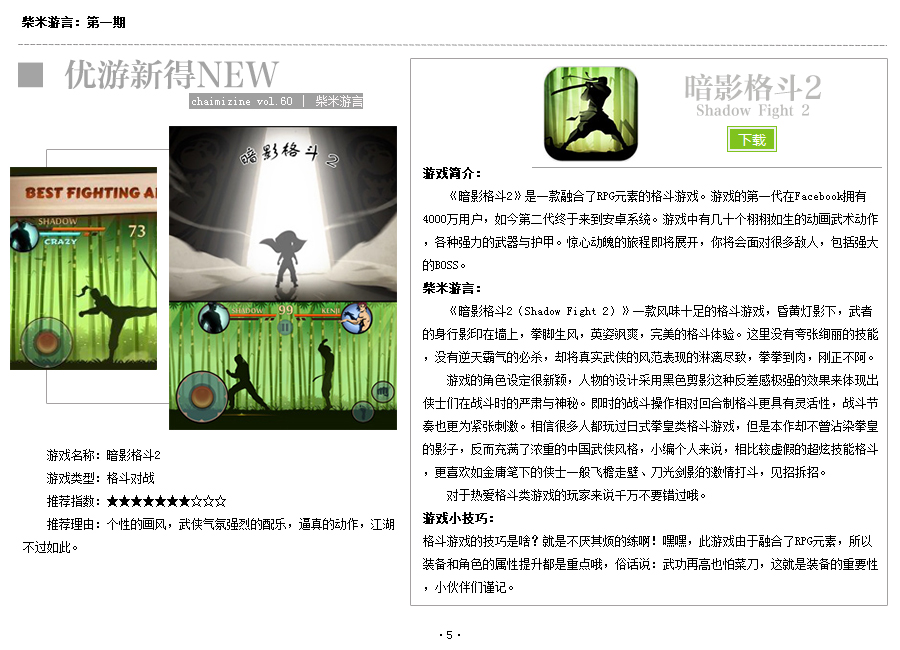 柴米游言：第一期
优游新得NEW
chaimizine vol.60 | 柴米游言
BEST FIGHTING A
SHADOW
73
CRAZY
暗影格斗2
SHADOW
99
KENJI
游戏名称：暗影格斗2
游戏类型：格斗对战
推荐指数：★★★★★★★☆☆☆
推荐理由：个性的画风，武侠气氛强烈的配乐，逼真的动作，江湖
不过如此。
暗影格斗2
Shadow Fight 2
下载
游戏简介：
《暗影格斗2》是一款融合了RPG元素的格斗游戏。游戏的第一代在Facebook拥有
4000万用户，如今第二代终于来到安卓系统。游戏中有几十个栩栩如生的动画武术动作
，各种强力的武器与护甲。惊心动魄的旅程即将展开，你将会面对很多敌人，包括强大
的BOSS。
柴米游言：
《暗影格斗2（Shadow Fight 2）》一款风味十足的格斗游戏，昏黄灯影下，武者
的身行影印在墙上，拳脚生风，英姿飒爽，完美的格斗体验。这里没有夸张绚丽的技能
，没有逆天霸气的必杀，却将真实武侠的风范表现的淋漓尽致，拳拳到肉，刚正不阿。
游戏的角色设定很新颖，人物的设计采用黑色剪影这种反差感极强的效果来体现出
侠士们在战斗时的严肃与神秘。即时的战斗操作相对回合制格斗更具有灵活性，战斗节
奏也更为紧张刺激。相信很多人都玩过日式拳皇类格斗游戏，但是本作却不曾沾染拳皇
的影子，反而充满了浓重的中国武侠风格，小编个人来说，相比较虚假的超炫技能格斗
，更喜欢如金庸笔下的侠士一般飞檐走壁、刀光剑影的激情打斗，见招拆招。
对于热爱格斗类游戏的玩家来说千万不要错过哦。
游戏小技巧：
格斗游戏的技巧是啥？就是不厌其烦的练啊！嘿嘿，此游戏由于融合了RPG元素，所以
装备和角色的属性提升都是重点哦，俗话说：武功再高也怕菜刀，这就是装备的重要性
，小伙伴们谨记。
·5·